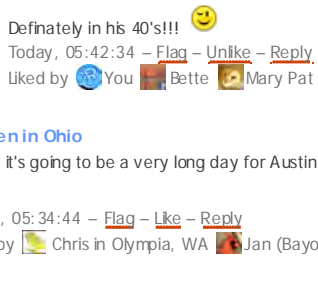 Definately in his 40's!!!
Today, 05:42:34 – Flag – Unlike – Reply
Liked by You Bette Mary Pat
en in Ohio
it's going to be a very long day for Austin
, 05:34:44 – Flag – Like – Reply
by Chris in Olympia, WA Jan (Bayo